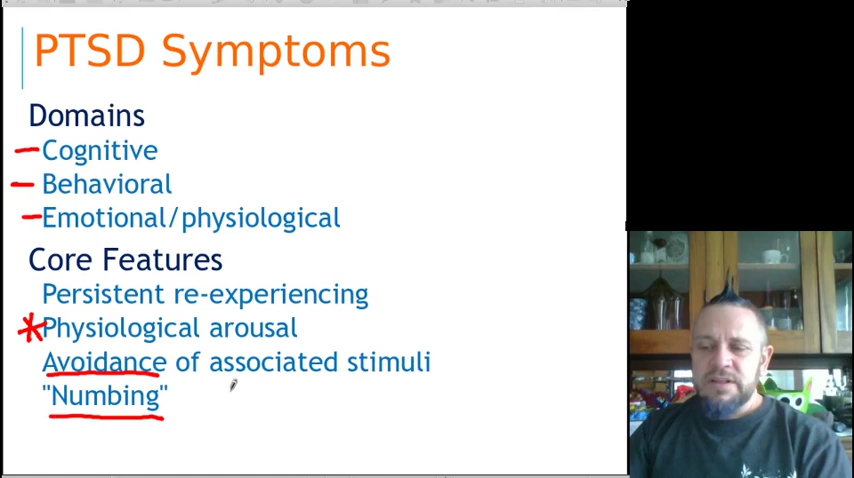 PTSD Symptoms
Domains
Cognitive
Behavioral
Emotional/physiological
Core Features
Persistent re-experiencing
Physiological arousal
Avoidance of associated stimuli
"Numbing"